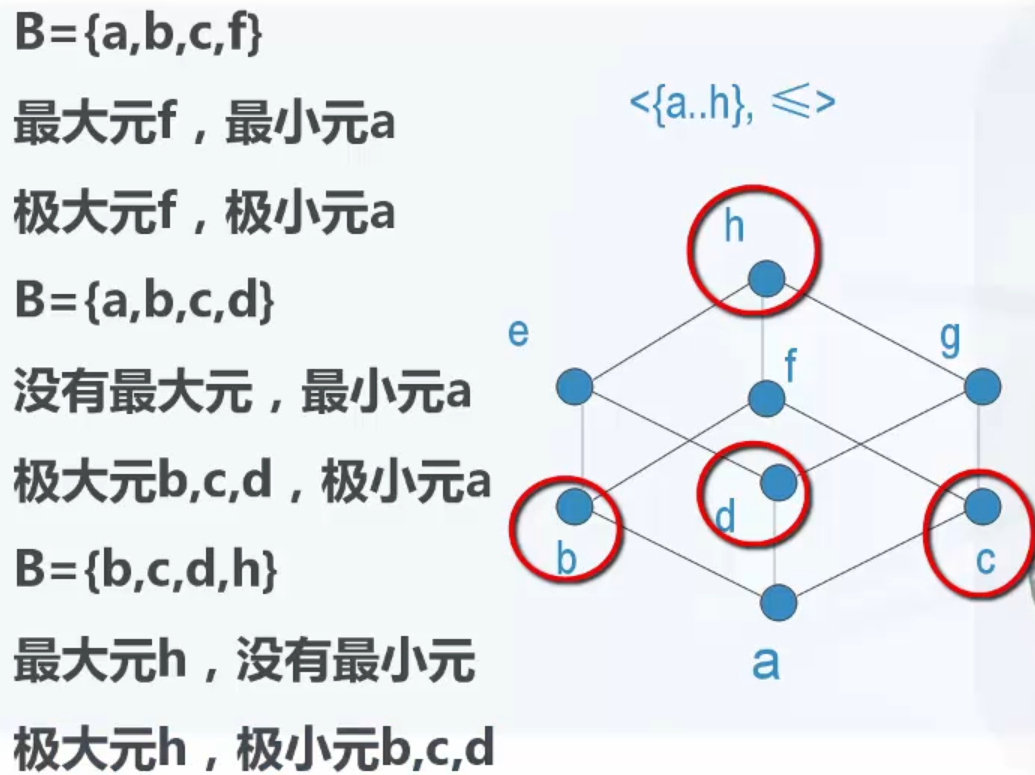 B={a,b,c,f}
最大元f，最小元a
极大元f，极小元a
B={a,b,c,d}
没有最大元，最小元a
极大元b,c,d，极小元a
B={b,c,d,h}
最大元h，没有最小元
极大元h，极小元b,c,d
<{a..h}, ≤>
h
e
g
f
d
b
c
a